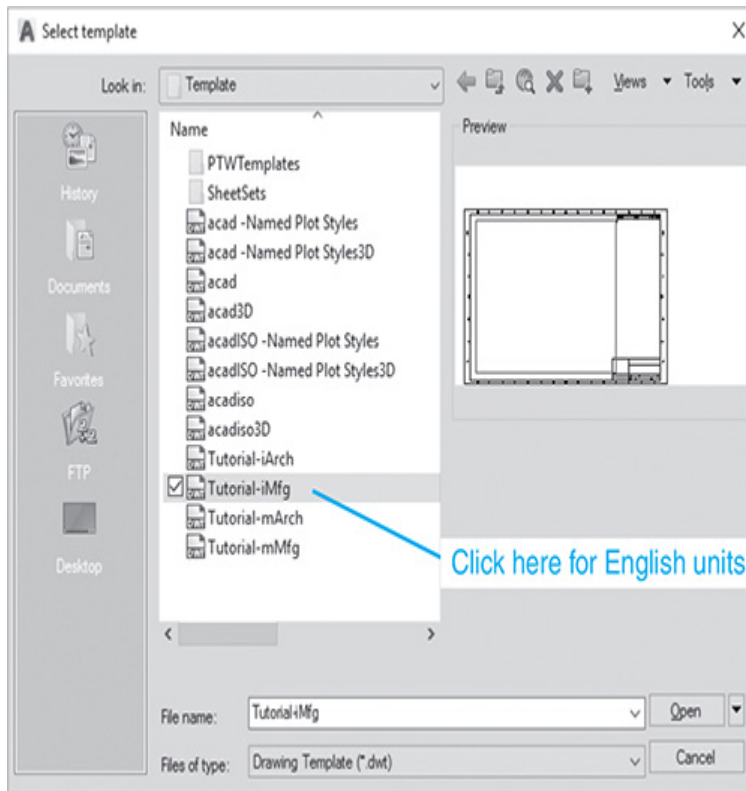 Select template
Look in:
Template
Views
Tools
Name
Preview
History
Documents
Favorites
FTP
Desktop
PTWTemplates
SheetSets
acad -Named Plot Styles
acad -Named Plot Styles3D
acad
acad3D
acadISO -Named Plot Styles
acadISO -Named Plot Styles3D
acadiso
acadiso3D
Tutorial-iArch
Tutorial-iMfg
Tutorial-mArch
Tutorial-mMfg
Click here for English units
File name:
Tutorial-iMfg
Open
Files of type:
Drawing Template (*.dwt)
Cancel